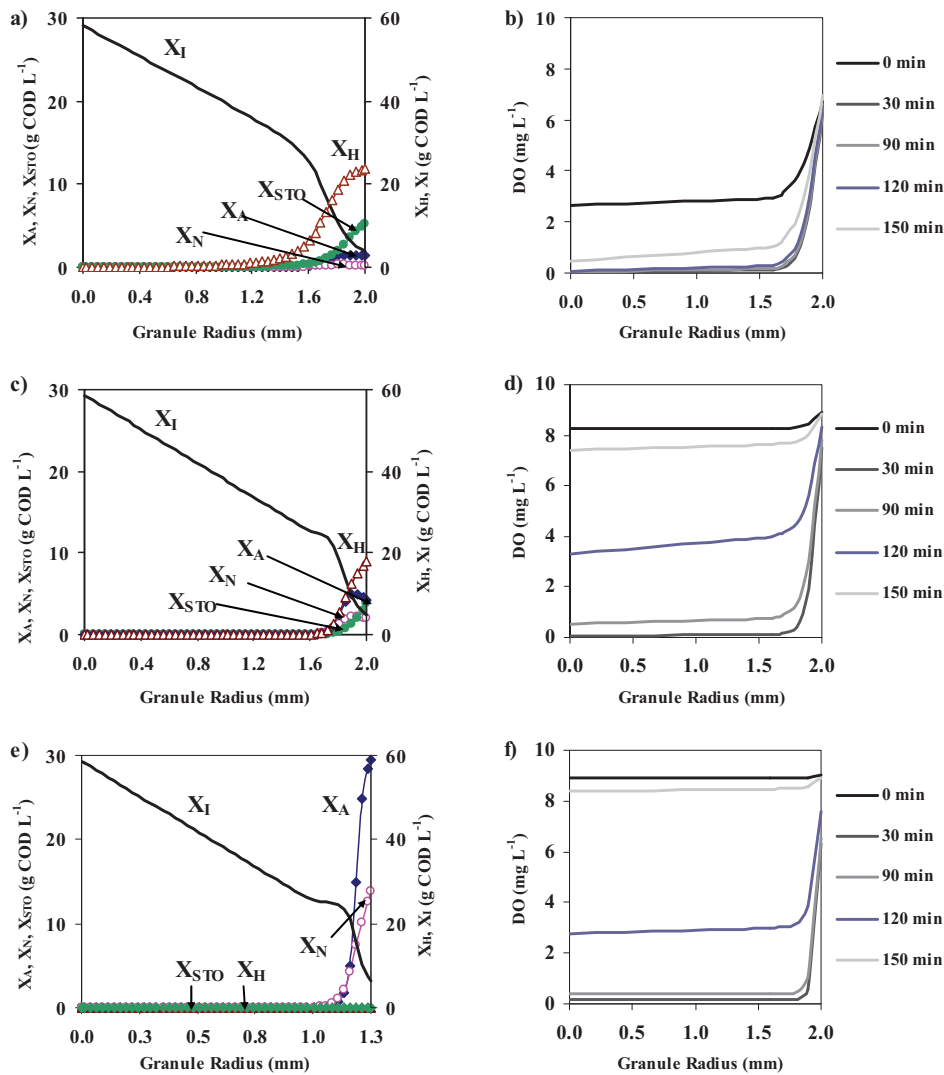 a)
30
20
10
0
60
40
20
0
X_A, X_N, X_STO (g COD L⁻¹)
X_H, X_I (g COD L⁻¹)
X_I
X_H
X_STO
X_A
X_N
0.0 0.4 0.8 1.2 1.6 2.0
Granule Radius (mm)
b)
10
8
6
4
2
0
DO (mg L⁻¹)
0.0 0.5 1.0 1.5 2.0
Granule Radius (mm)
0 min
30 min
90 min
120 min
150 min
c)
30
20
10
0
60
40
20
0
X_A, X_N, X_STO (g COD L⁻¹)
X_H, X_I (g COD L⁻¹)
X_I
X_A
X_H
X_N
X_STO
0.0 0.4 0.8 1.2 1.6 2.0
Granule Radius (mm)
d)
10
8
6
4
2
0
DO (mg L⁻¹)
0.0 0.5 1.0 1.5 2.0
Granule Radius (mm)
0 min
30 min
90 min
120 min
150 min
e)
30
20
10
0
60
40
20
0
X_A, X_N, X_STO (g COD L⁻¹)
X_H, X_I (g COD L⁻¹)
X_I
X_A
X_N
X_STO
X_H
0.0 0.3 0.5 0.8 1.0 1.3
Granule Radius (mm)
f)
10
8
6
4
2
0
DO (mg L⁻¹)
0.0 0.5 1.0 1.5 2.0
Granule Radius (mm)
0 min
30 min
90 min
120 min
150 min